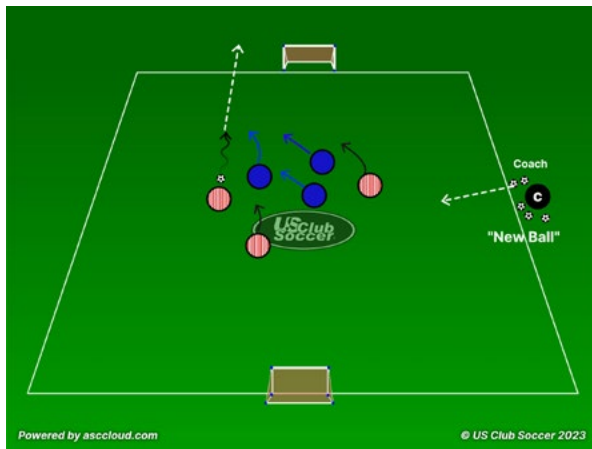 Coach
C
"New Ball"
US Club
Soccer
Powered by asccloud.com
© US Club Soccer 2023